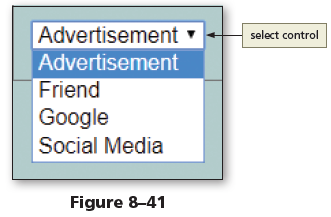 Advertisement ▼
select control
Advertisement
Friend
Google
Social Media
Figure 8–41